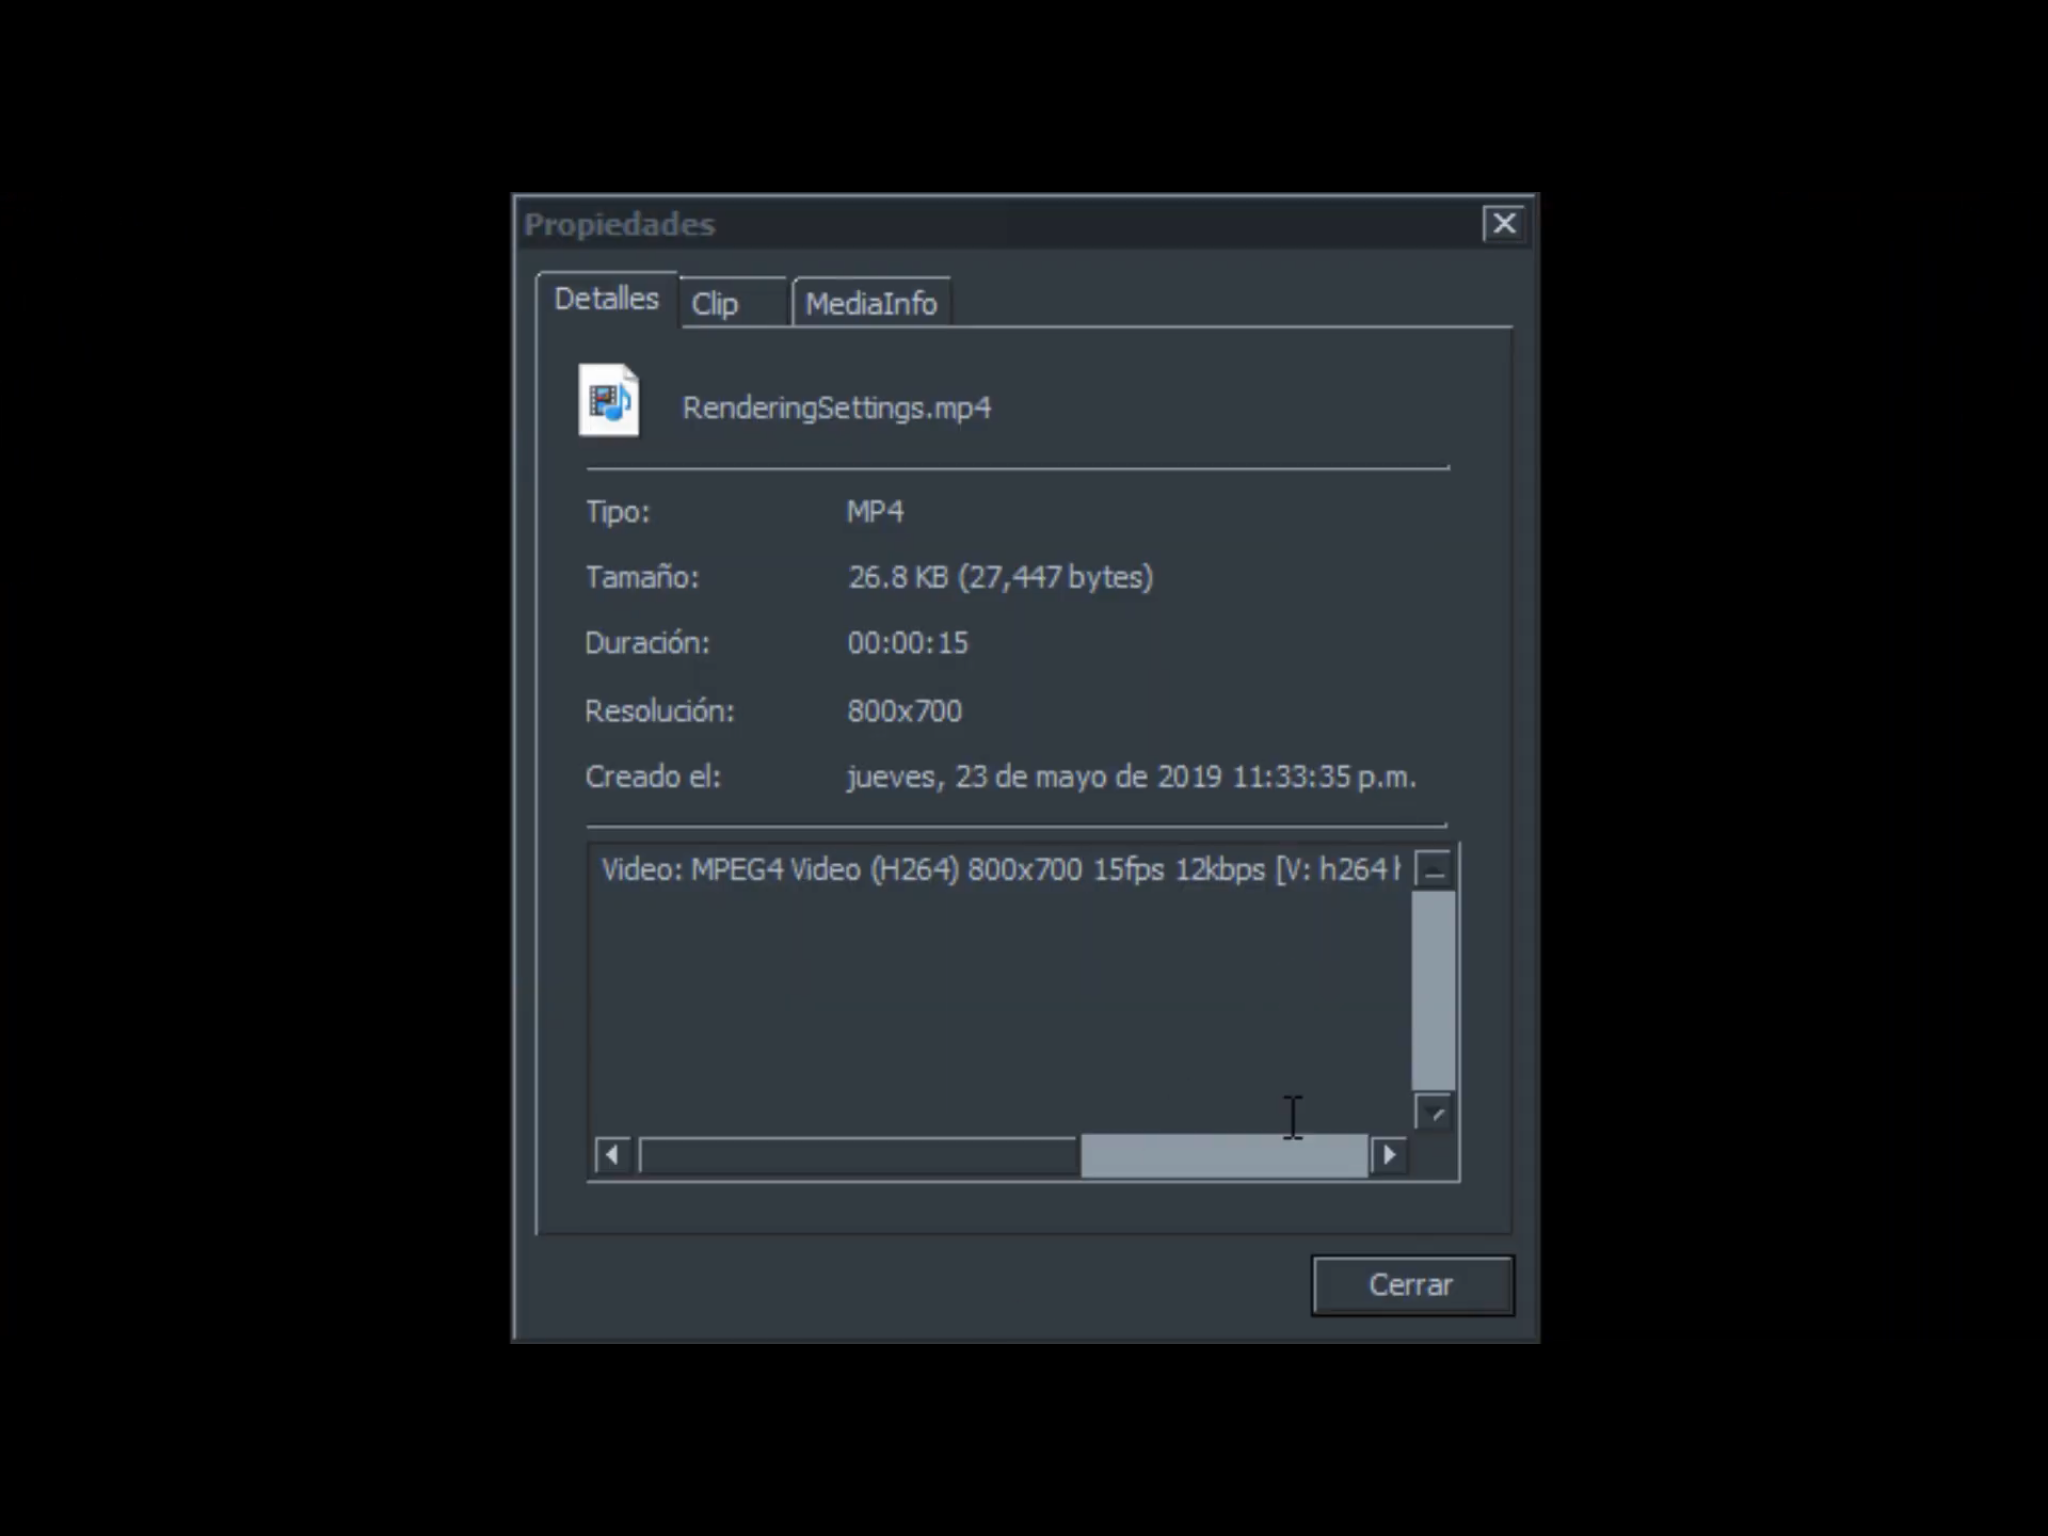 Propiedades
Detalles Clip MediaInfo
RenderingSettings.mp4
Tipo: MP4
Tamaño: 26.8 KB (27,447 bytes)
Duración: 00:00:15
Resolución: 800x700
Creado el: jueves, 23 de mayo de 2019 11:33:35 p.m.
Video: MPEG4 Video (H264) 800x700 15fps 12kbps [V: h264
Cerrar